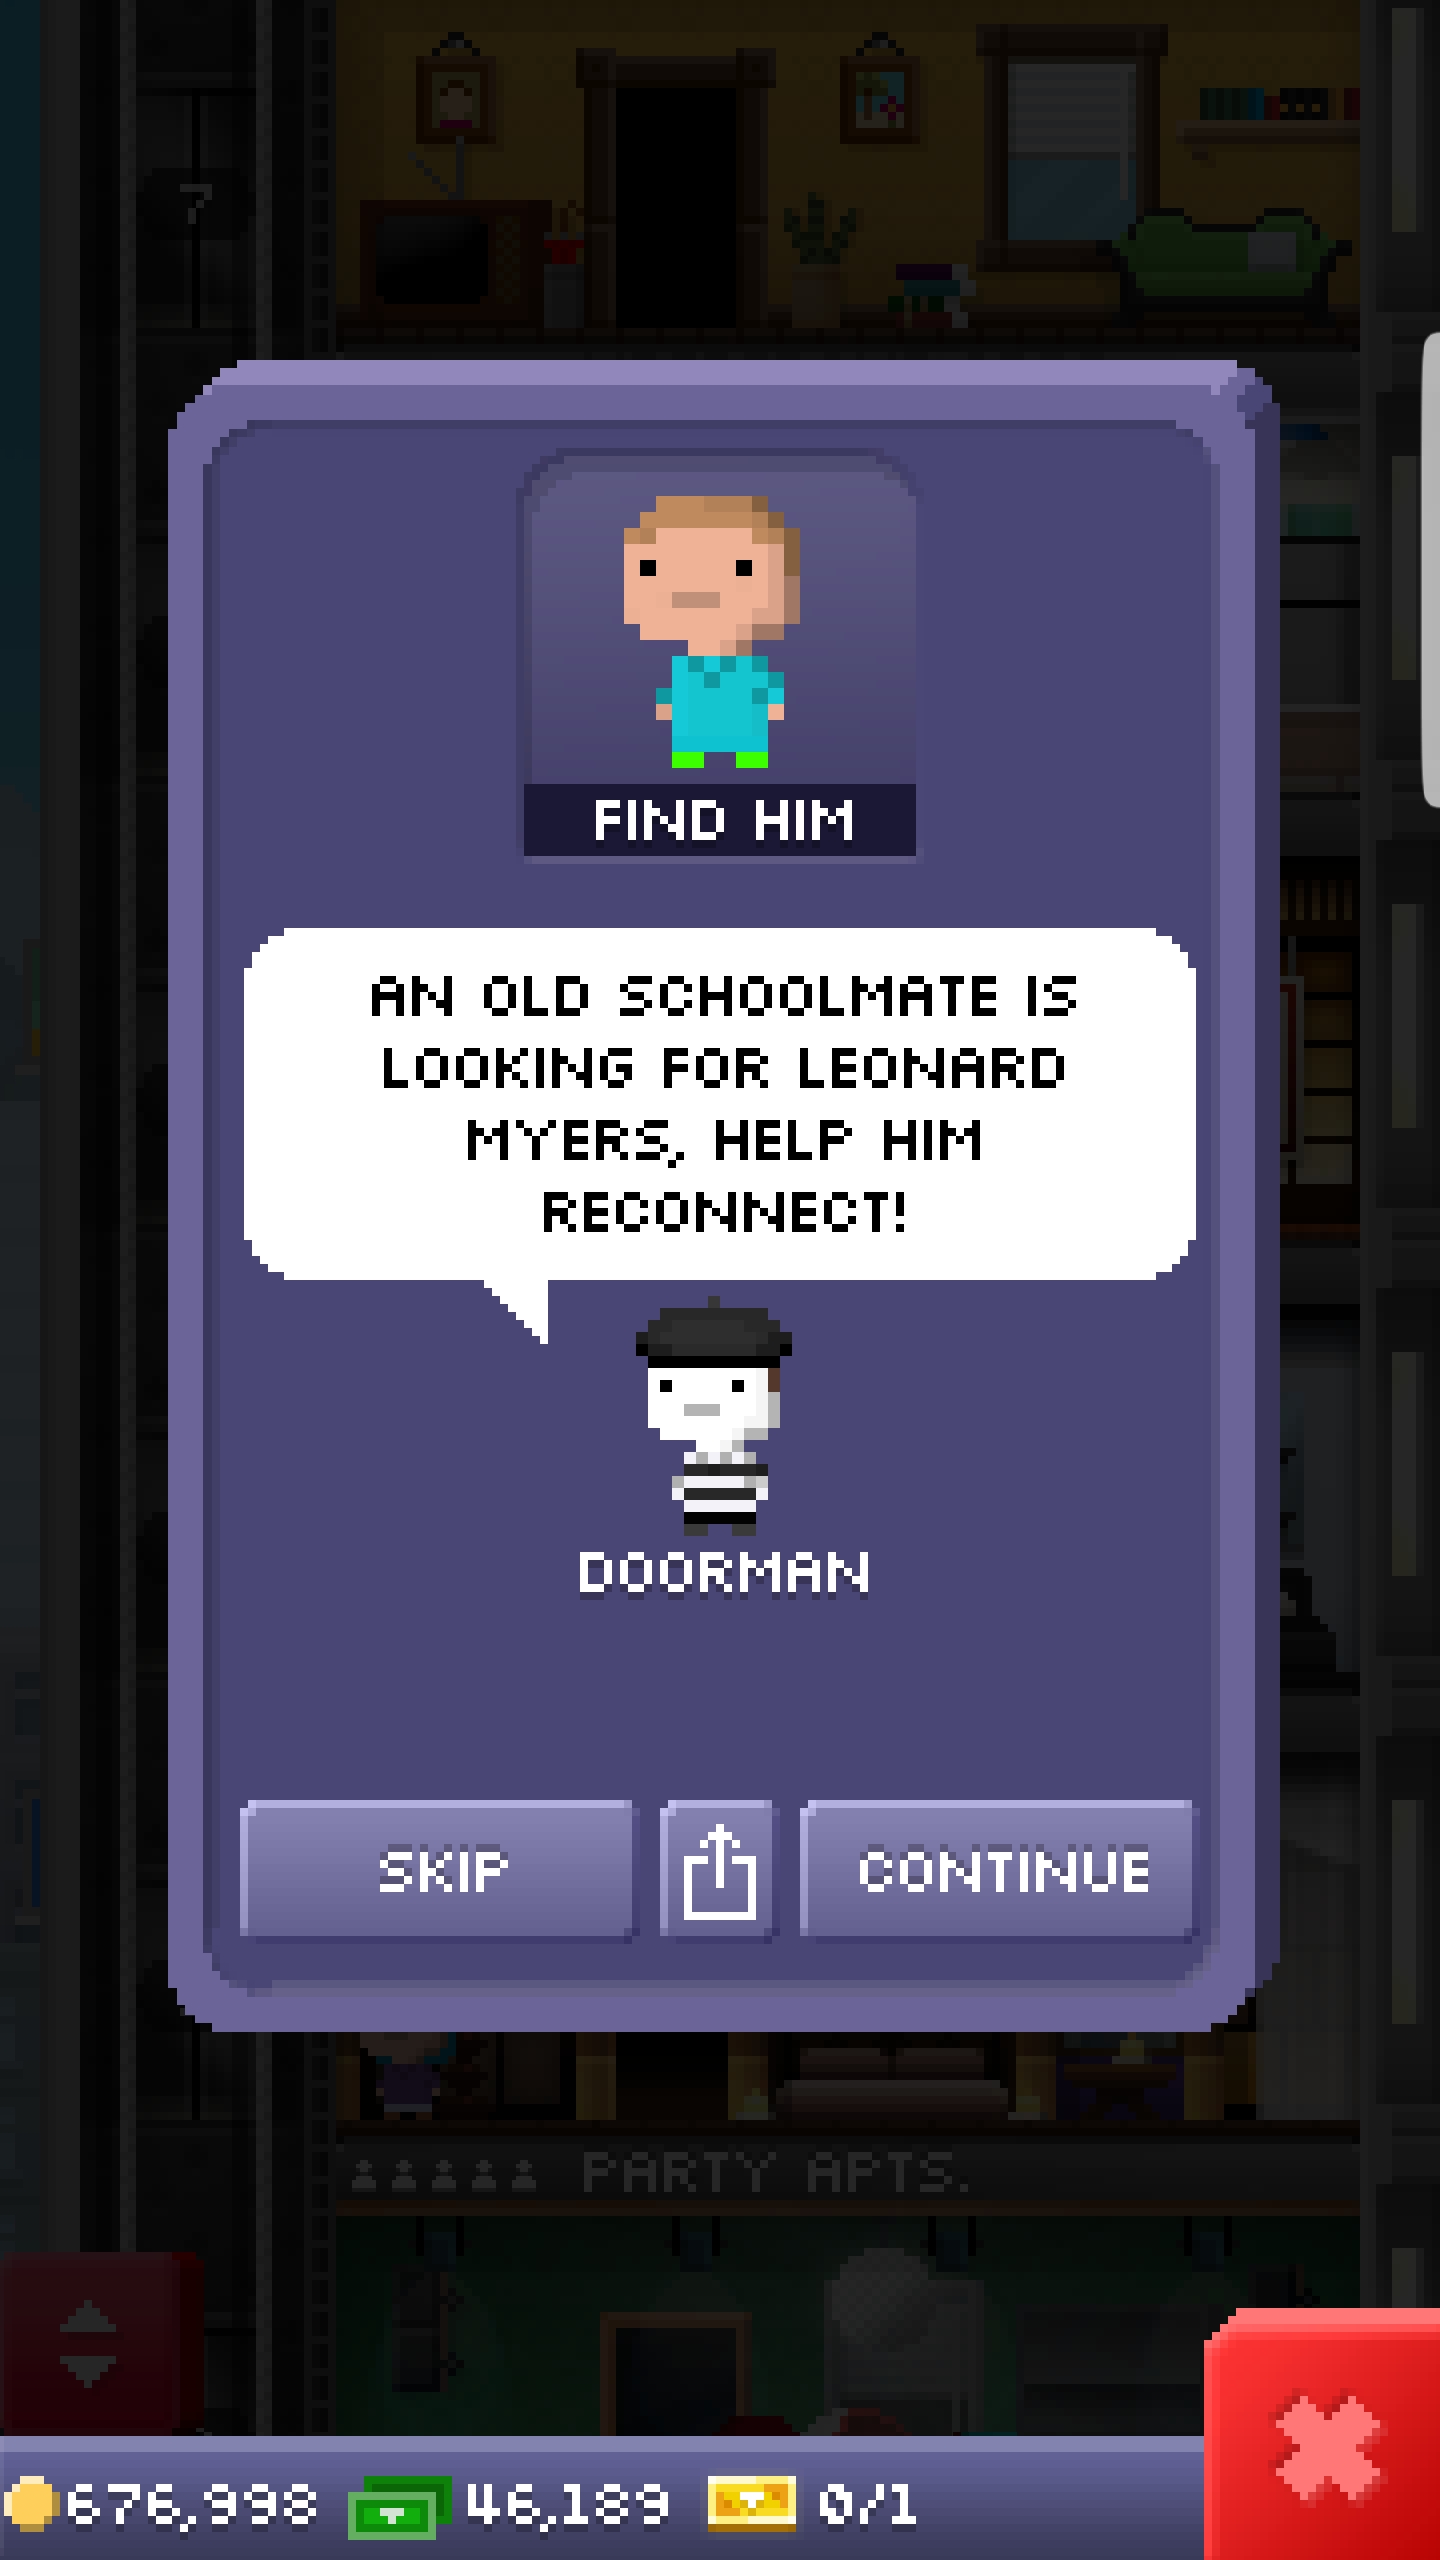 7
FIND HIM
AN OLD SCHOOLMATE IS
LOOKING FOR LEONARD
MYERS, HELP HIM
RECONNECT!
DOORMAN
SKIP
CONTINUE
PARTY APTS.
676,998 46,189 0/1